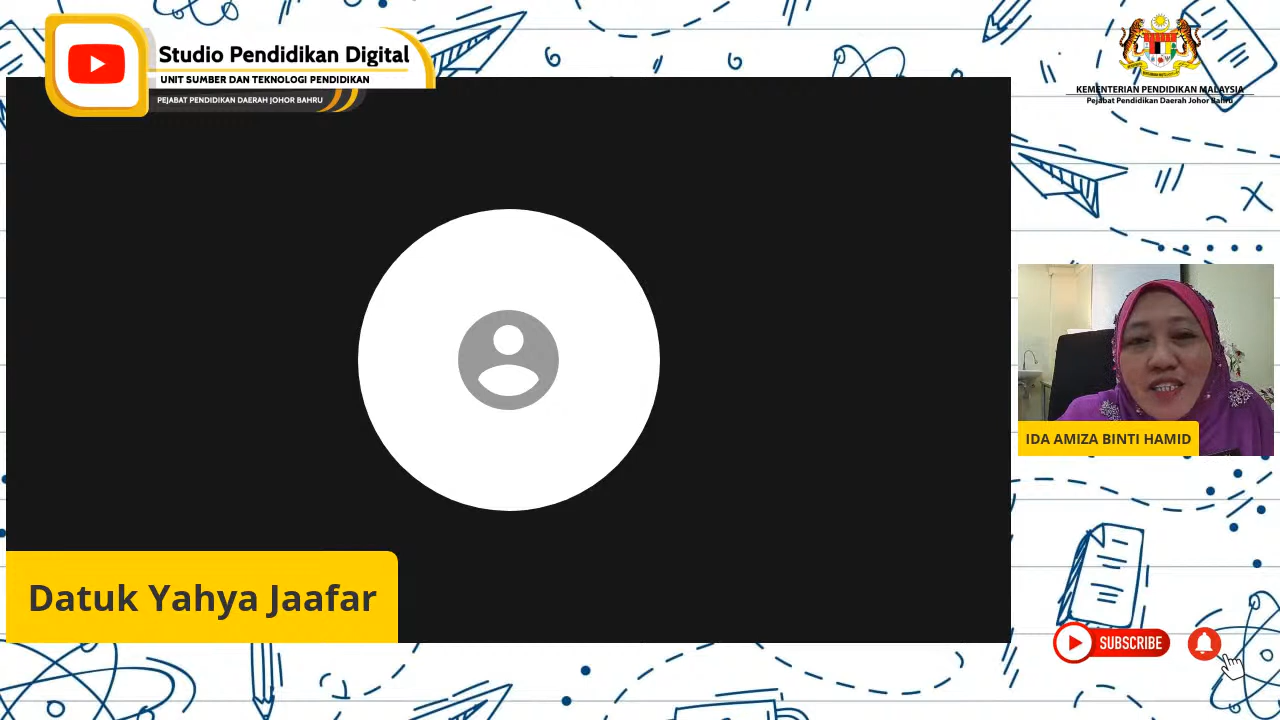 Studio Pendidikan Digital
UNIT SUMBER DAN TEKNOLOGI PENDIDIKAN
PEJABAT PENDIDIKAN DAERAH JOHOR BAHRU
KEMENTERIAN PENDIDIKAN MALAYSIA
Pejabat Pendidikan Daerah Johor Bahru
IDA AMIZA BINTI HAMID
Datuk Yahya Jaafar
SUBSCRIBE